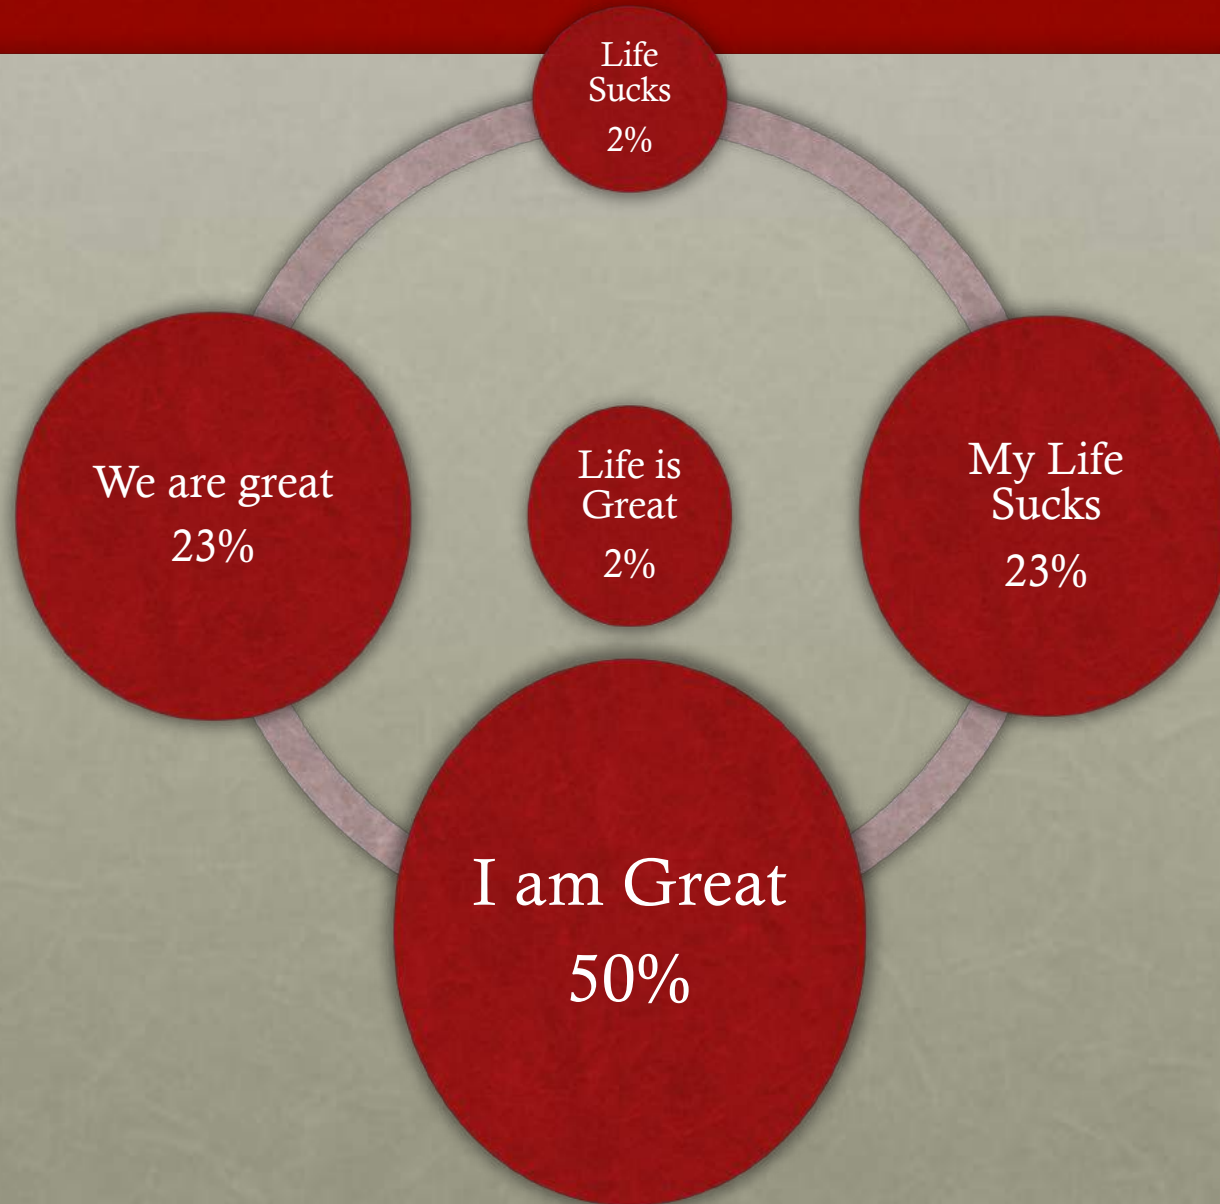 Life
Sucks
2%
We are great
23%
Life is
Great
2%
My Life
Sucks
23%
I am Great
50%